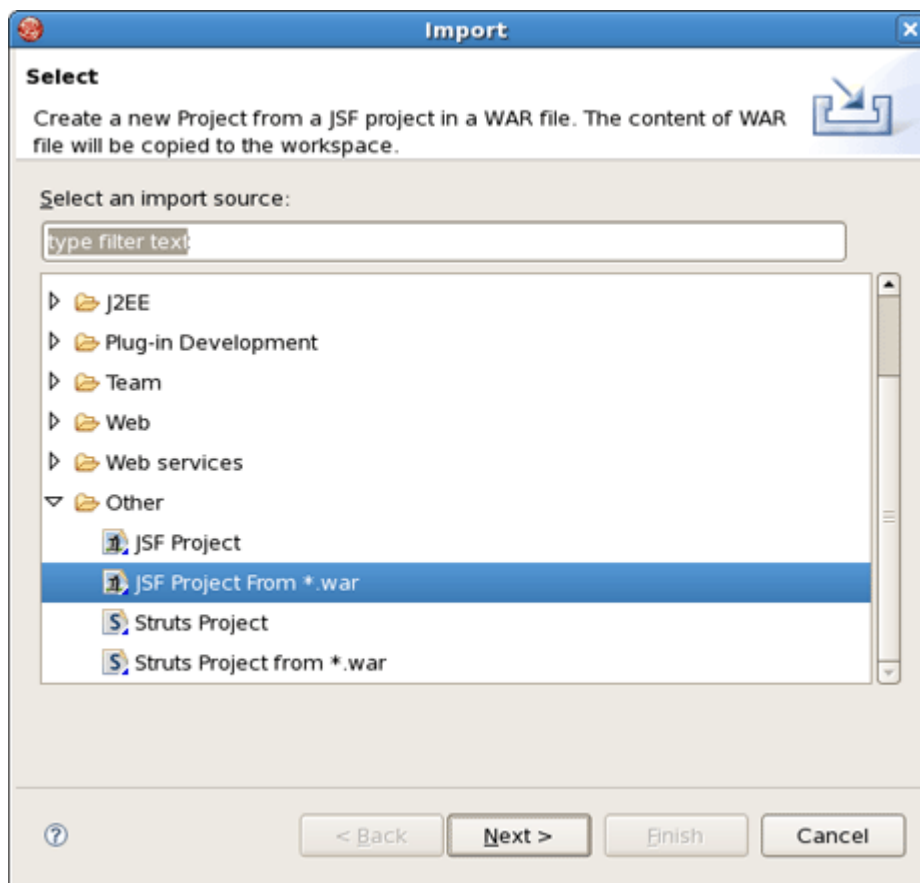 Import
Select
Create a new Project from a JSF project in a WAR file. The content of WAR
file will be copied to the workspace.
Select an import source:
type filter text
J2EE
Plug-in Development
Team
Web
Web services
Other
JSF Project
JSF Project From *.war
Struts Project
Struts Project from *.war
< Back Next > Finish Cancel